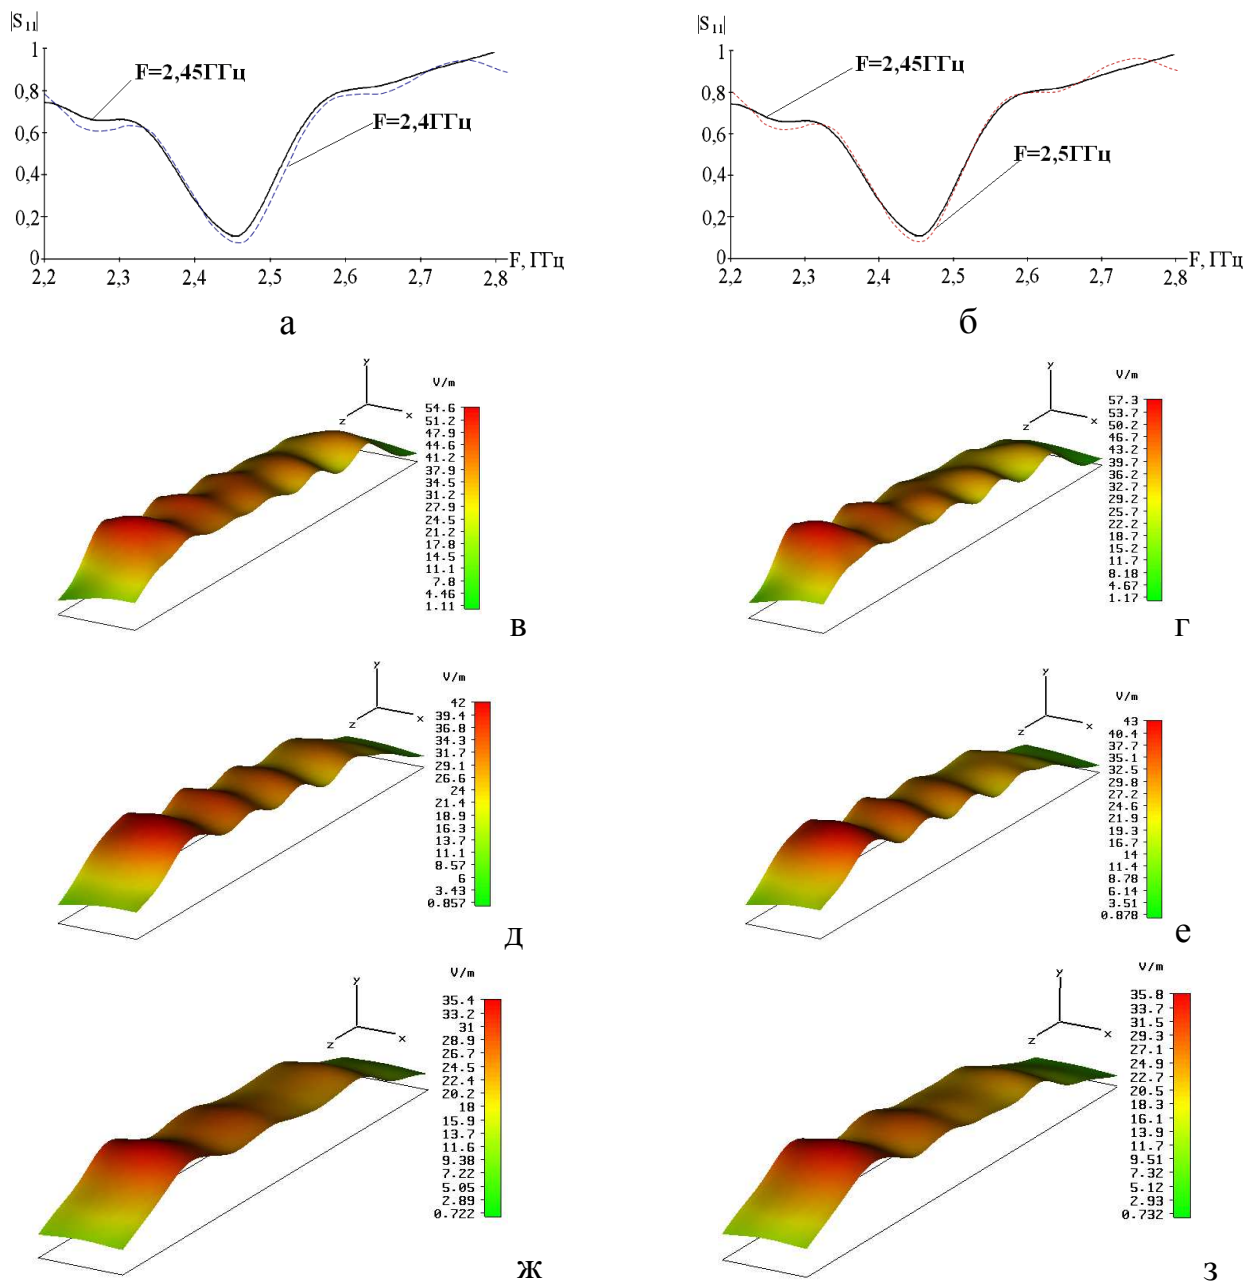 |S11|
1
0,8
0,6
0,4
0,2
0
F=2,45ГГц
F=2,4ГГц
2,2 2,3 2,4 2,5 2,6 2,7 2,8
F, ГГц
а
|S11|
1
0,8
0,6
0,4
0,2
0
F=2,45ГГц
F=2,5ГГц
2,2 2,3 2,4 2,5 2,6 2,7 2,8
F, ГГц
б
y
z
x
V/m
54.6
51.2
47.9
44.6
41.2
37.9
34.5
31.2
27.9
24.5
21.2
17.8
14.5
11.1
7.8
4.46
1.11
в
y
z
x
V/m
57.3
53.7
50.2
46.7
43.2
39.7
36.2
32.7
29.2
25.7
22.2
18.7
15.2
11.7
8.18
4.67
1.17
г
y
z
x
V/m
42
39.4
36.8
34.3
31.7
29.1
26.6
24
21.4
18.9
16.3
13.7
11.1
8.57
6
3.43
0.857
д
y
z
x
V/m
43
40.4
37.7
35.1
32.5
29.8
27.2
24.6
21.9
19.3
16.7
14
11.4
8.78
6.14
3.51
0.878
е
y
z
x
V/m
35.4
33.2
31
28.9
26.7
24.5
22.4
20.2
18
15.9
13.7
11.6
9.38
7.22
5.05
2.89
0.722
ж
y
z
x
V/m
35.8
33.7
31.5
29.3
27.1
24.9
22.7
20.5
18.3
16.1
13.9
11.7
9.51
7.32
5.12
2.93
0.732
з